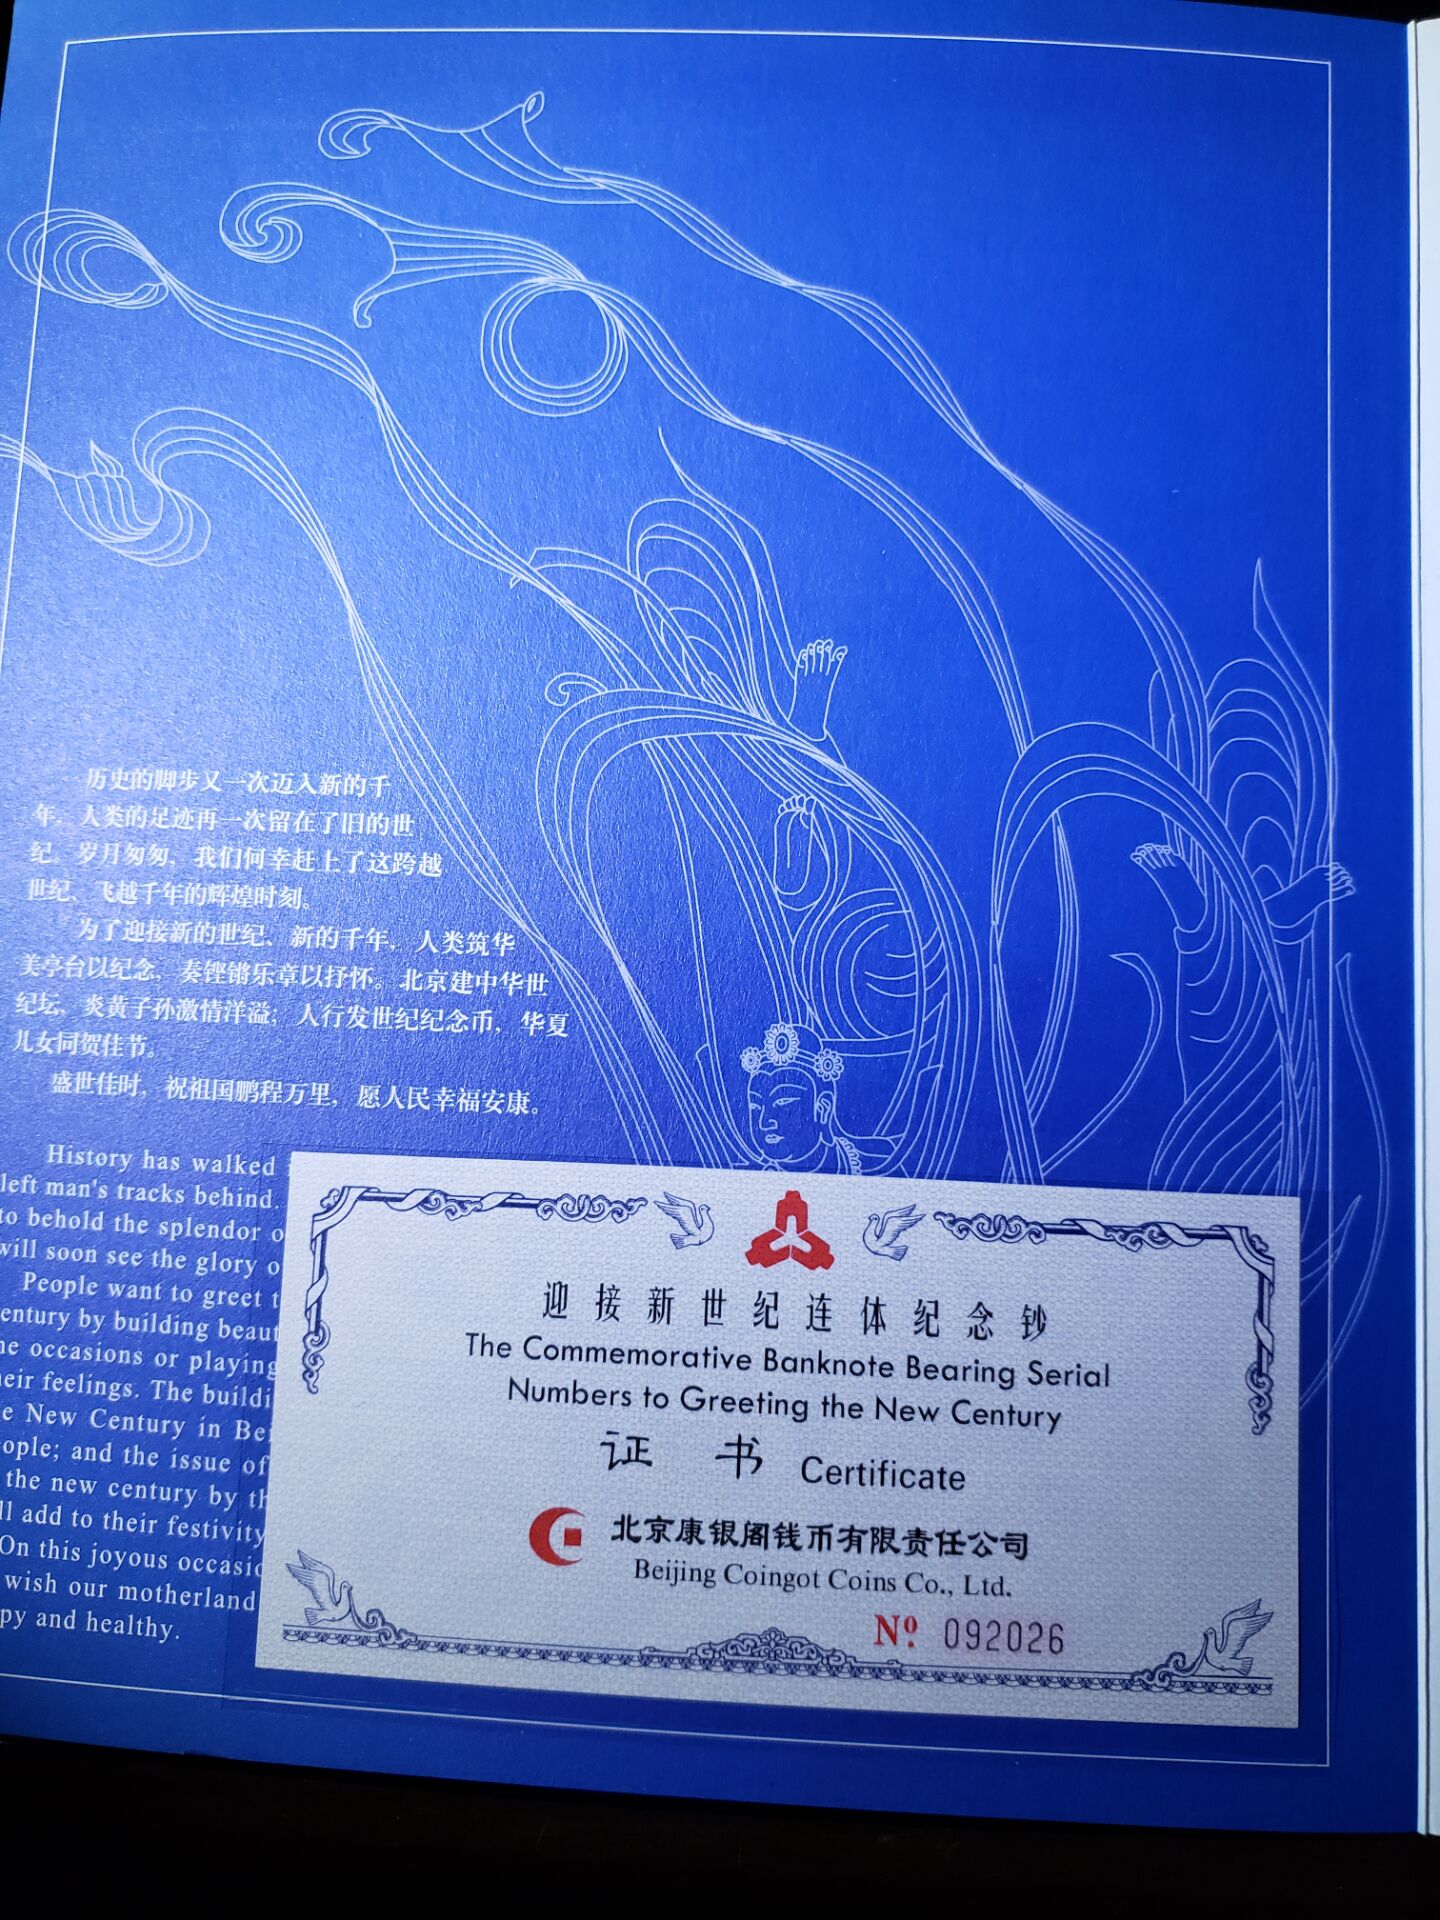 历史的脚步又一次迈入新的千
年，人类的足迹再一次留在了旧的世
纪。岁月匆匆，我们何幸赶上了这跨越
世纪、飞越千年的辉煌时刻。
为了迎接新的世纪、新的千年，人类筑华
美亭台以纪念，奏铿锵乐章以抒怀。北京建中华世
纪坛，炎黄子孙激情洋溢；人行发世纪纪念币，华夏
儿女同贺佳节。
盛世佳时，祝祖国鹏程万里，愿人民幸福安康。
History has walked
left man's tracks behind.
to behold the splendor o
will soon see the glory o
People want to greet t
entury by building beaut
occasions or playing
feelings. The buildi
New Century in Be
ople; and the issue of
the new century by th
ll add to their festivity
On this joyous occasio
wish our motherland
py and healthy.
迎接新世纪连体纪念钞
The Commemorative Banknote Bearing Serial
Numbers to Greeting the New Century
证 书 Certificate
北京康银阁钱币有限责任公司
Beijing Coingot Coins Co., Ltd.
Nº. 092026